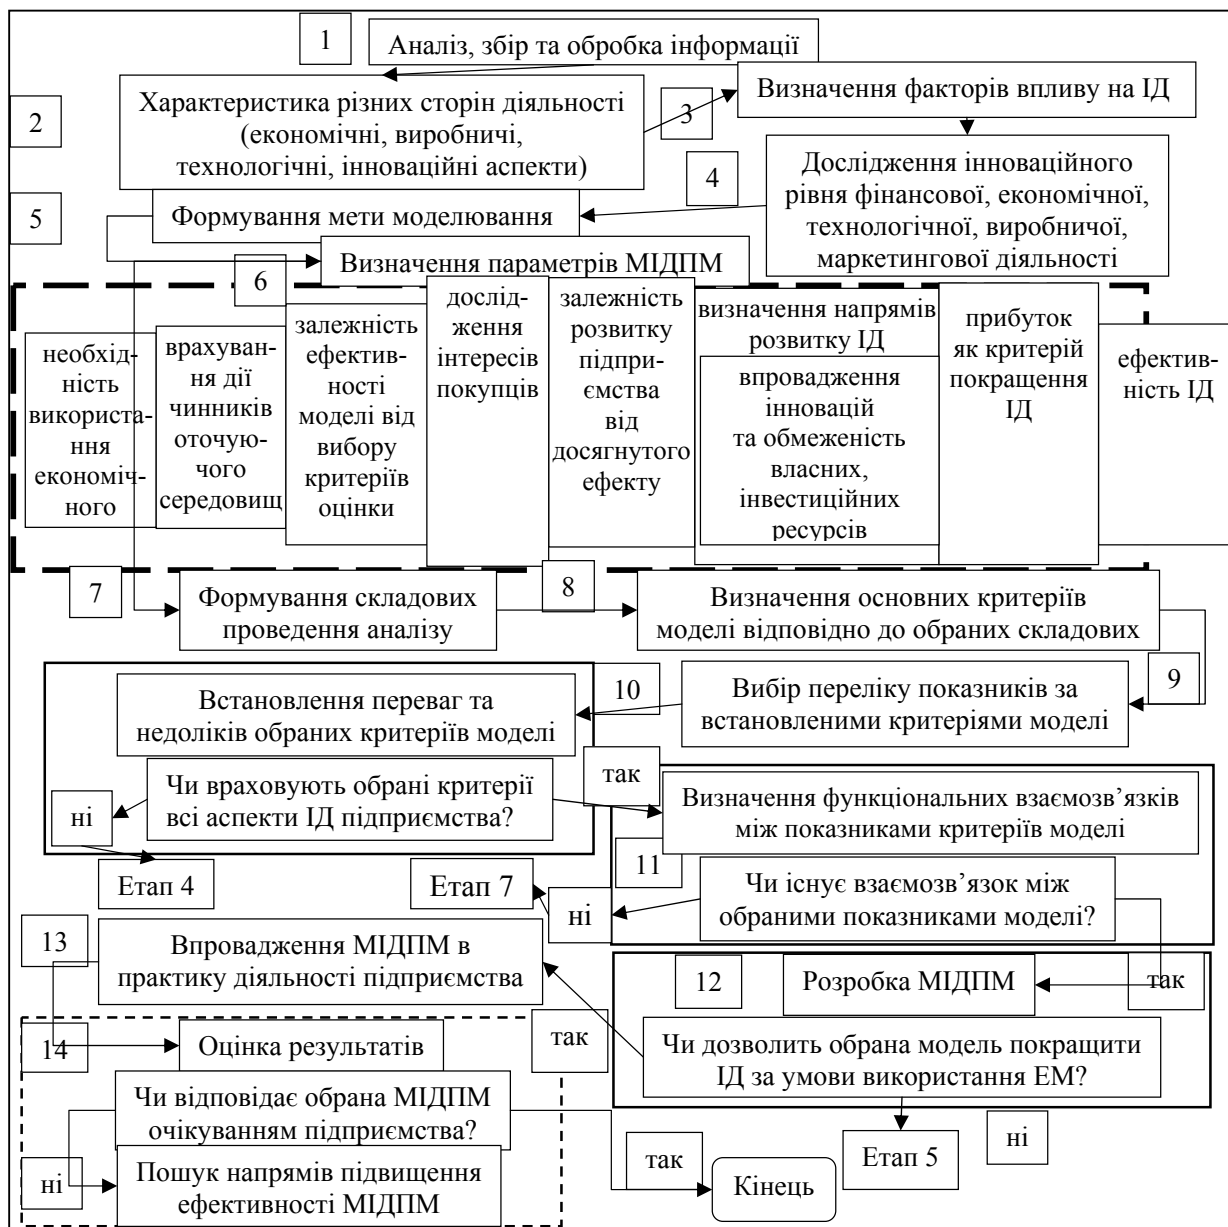 1
Аналіз, збір та обробка інформації
2
Характеристика різних сторін діяльності
(економічні, виробничі,
технологічні, інноваційні аспекти)
3
Визначення факторів впливу на ІД
4
Дослідження інноваційного
рівня фінансової, економічної,
технологічної, виробничої,
маркетингової діяльності
5
Формування мети моделювання
Визначення параметрів МІДПМ
6
необхід-
ність
використа-
ння
економіч-
ного
врахуван-
ня дії
чинників
оточую-
чого
середовищ
залежність
ефектив-
ності
моделі від
вибору
критеріїв
оцінки
дослід-
ження
інтересів
покупців
залежність
розвитку
підпри-
ємства
від
досягнутого
ефекту
визначення напрямів
розвитку ІД
впровадження
інновацій
та обмеженість
власних,
інвестиційних
ресурсів
прибуток
як критерій
покращення
ІД
ефектив-
ність ІД
7
Формування складових
проведення аналізу
8
Визначення основних критеріїв
моделі відповідно до обраних складових
9
Вибір переліку показників за
встановленими критеріями моделі
10
Встановлення переваг та
недоліків обраних критеріїв моделі
Чи враховують обрані критерії
всі аспекти ІД підприємства?
так
ні
Етап 4
Визначення функціональних взаємозв’язків
між показниками критеріїв моделі
11
Чи існує взаємозв’язок між
обраними показниками моделі?
ні
Етап 7
так
12
Розробка МІДПМ
Чи дозволить обрана модель покращити
ІД за умови використання ЕМ?
так
ні
Етап 5
13
Впровадження МІДПМ в
практику діяльності підприємства
14
Оцінка результатів
Чи відповідає обрана МІДПМ
очікуванням підприємства?
ні
Пошук напрямів підвищення
ефективності МІДПМ
так
Кінець